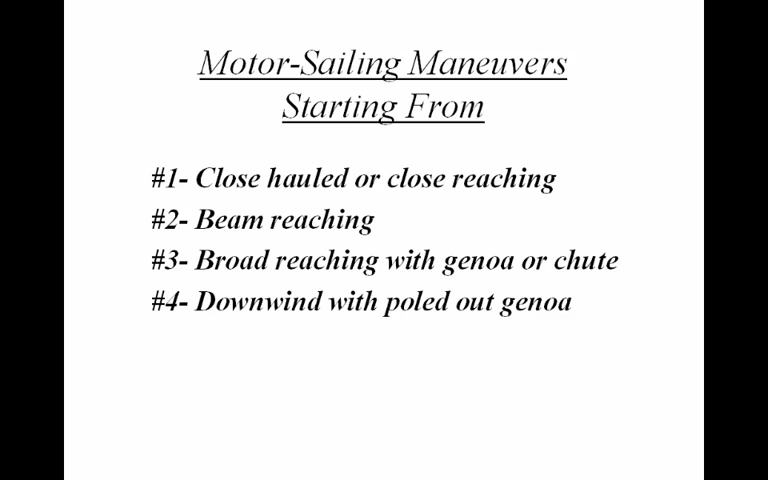 Motor-Sailing Maneuvers
Starting From
#1- Close hauled or close reaching
#2- Beam reaching
#3- Broad reaching with genoa or chute
#4- Downwind with poled out genoa